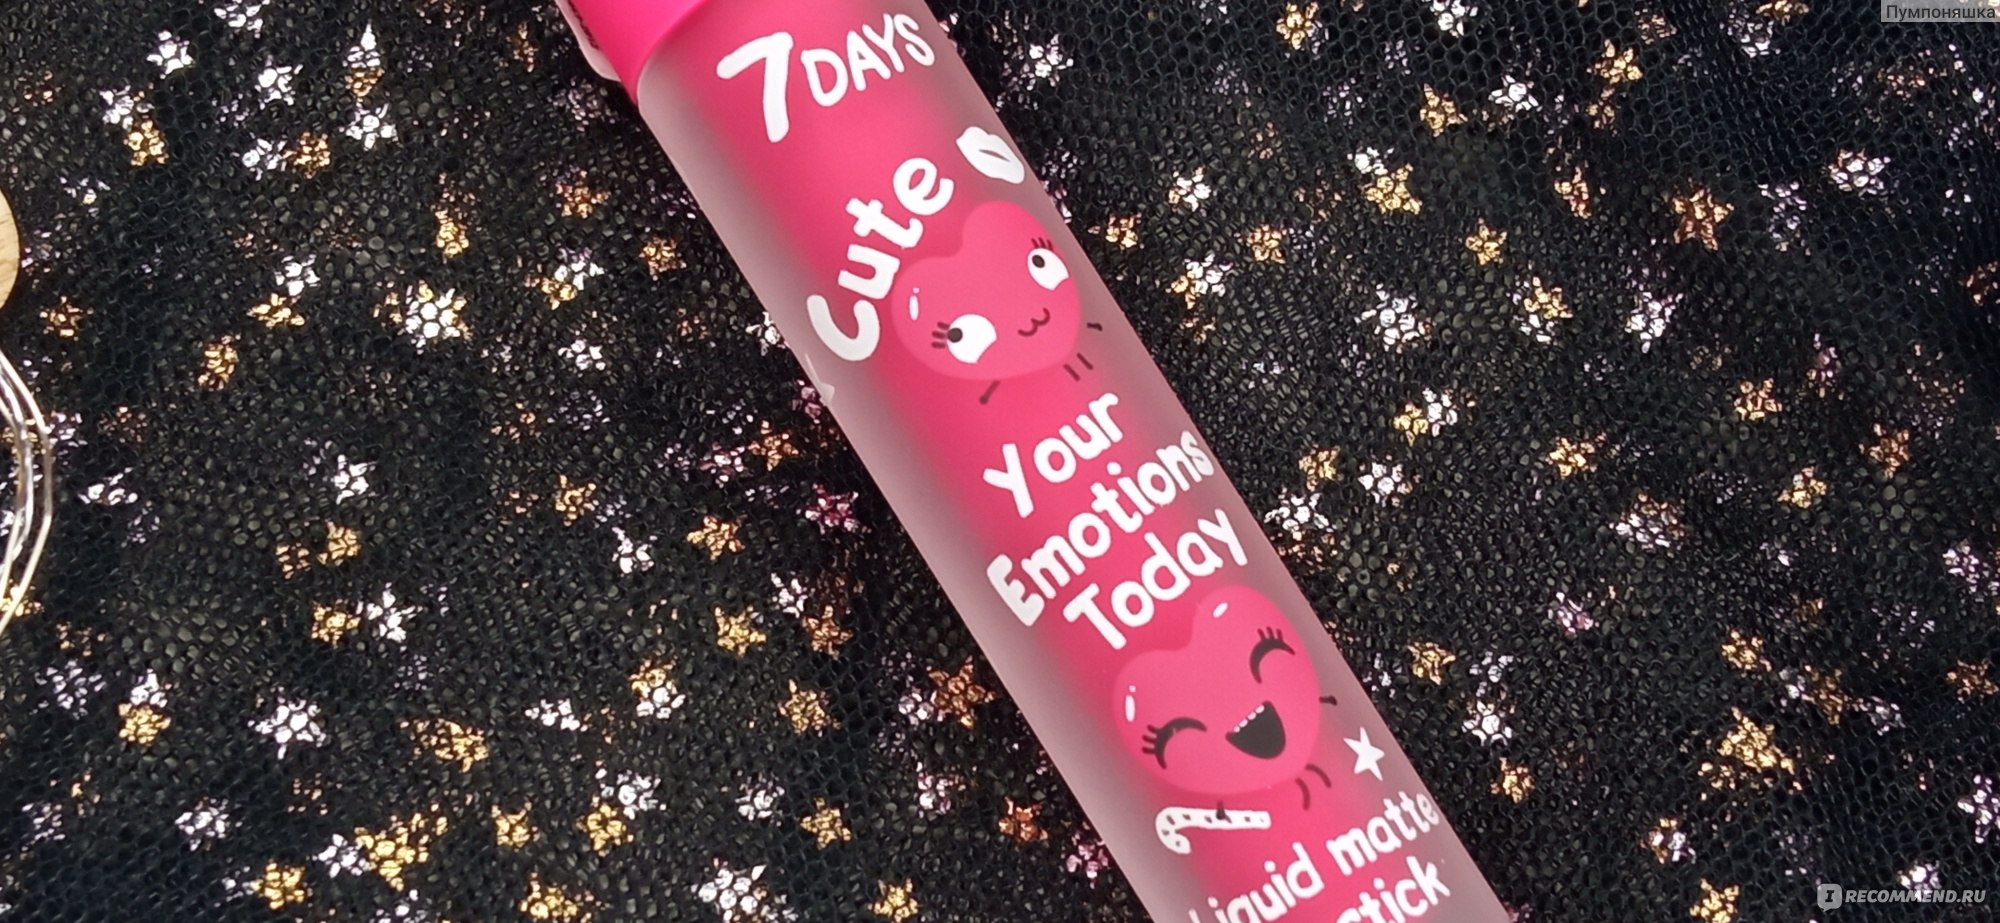 Пумпоняшка
7DAYS
Cute
Your
Emotions
Today
Liquid matte
stick
I RECOMMEND.RU